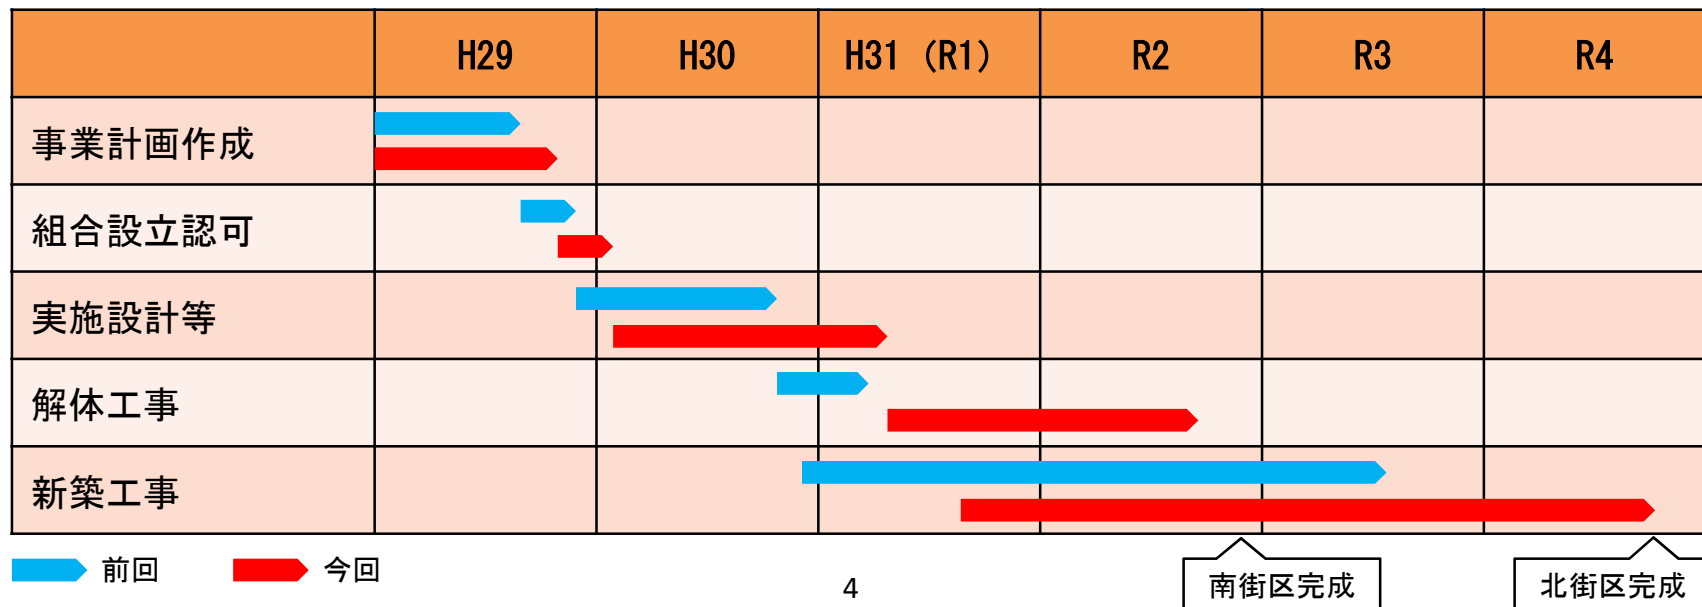 H29 H30 H31（R1） R2 R3 R4
事業計画作成
組合設立認可
実施設計等
解体工事
新築工事
前回 今回
南街区完成 北街区完成
4